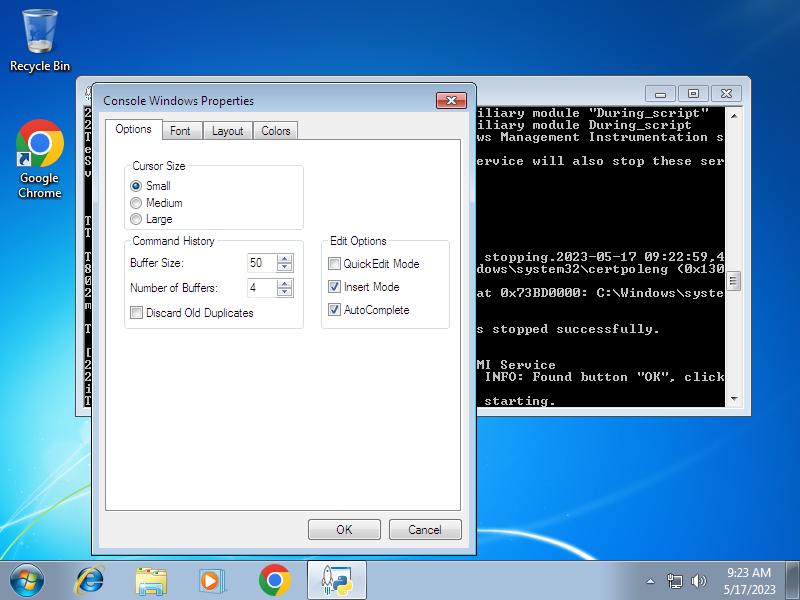 Recycle Bin
Google
Chrome
Console Windows Properties
Options
Font
Layout
Colors
Cursor Size
Small
Medium
Large
Command History
Buffer Size: 50
Number of Buffers: 4
Discard Old Duplicates
Edit Options
QuickEdit Mode
Insert Mode
AutoComplete
OK
Cancel
iliary module "During_script"
iliary module During_script
ws Management Instrumentation s
ervice will also stop these ser
stopping.2023-05-17 09:22:59,4
dows\system32\certpoleng (0x130
at 0x73BD0000: C:\Windows\syste
s stopped successfully.
MI Service
INFO: Found button "OK", click
starting.
9:23 AM
5/17/2023